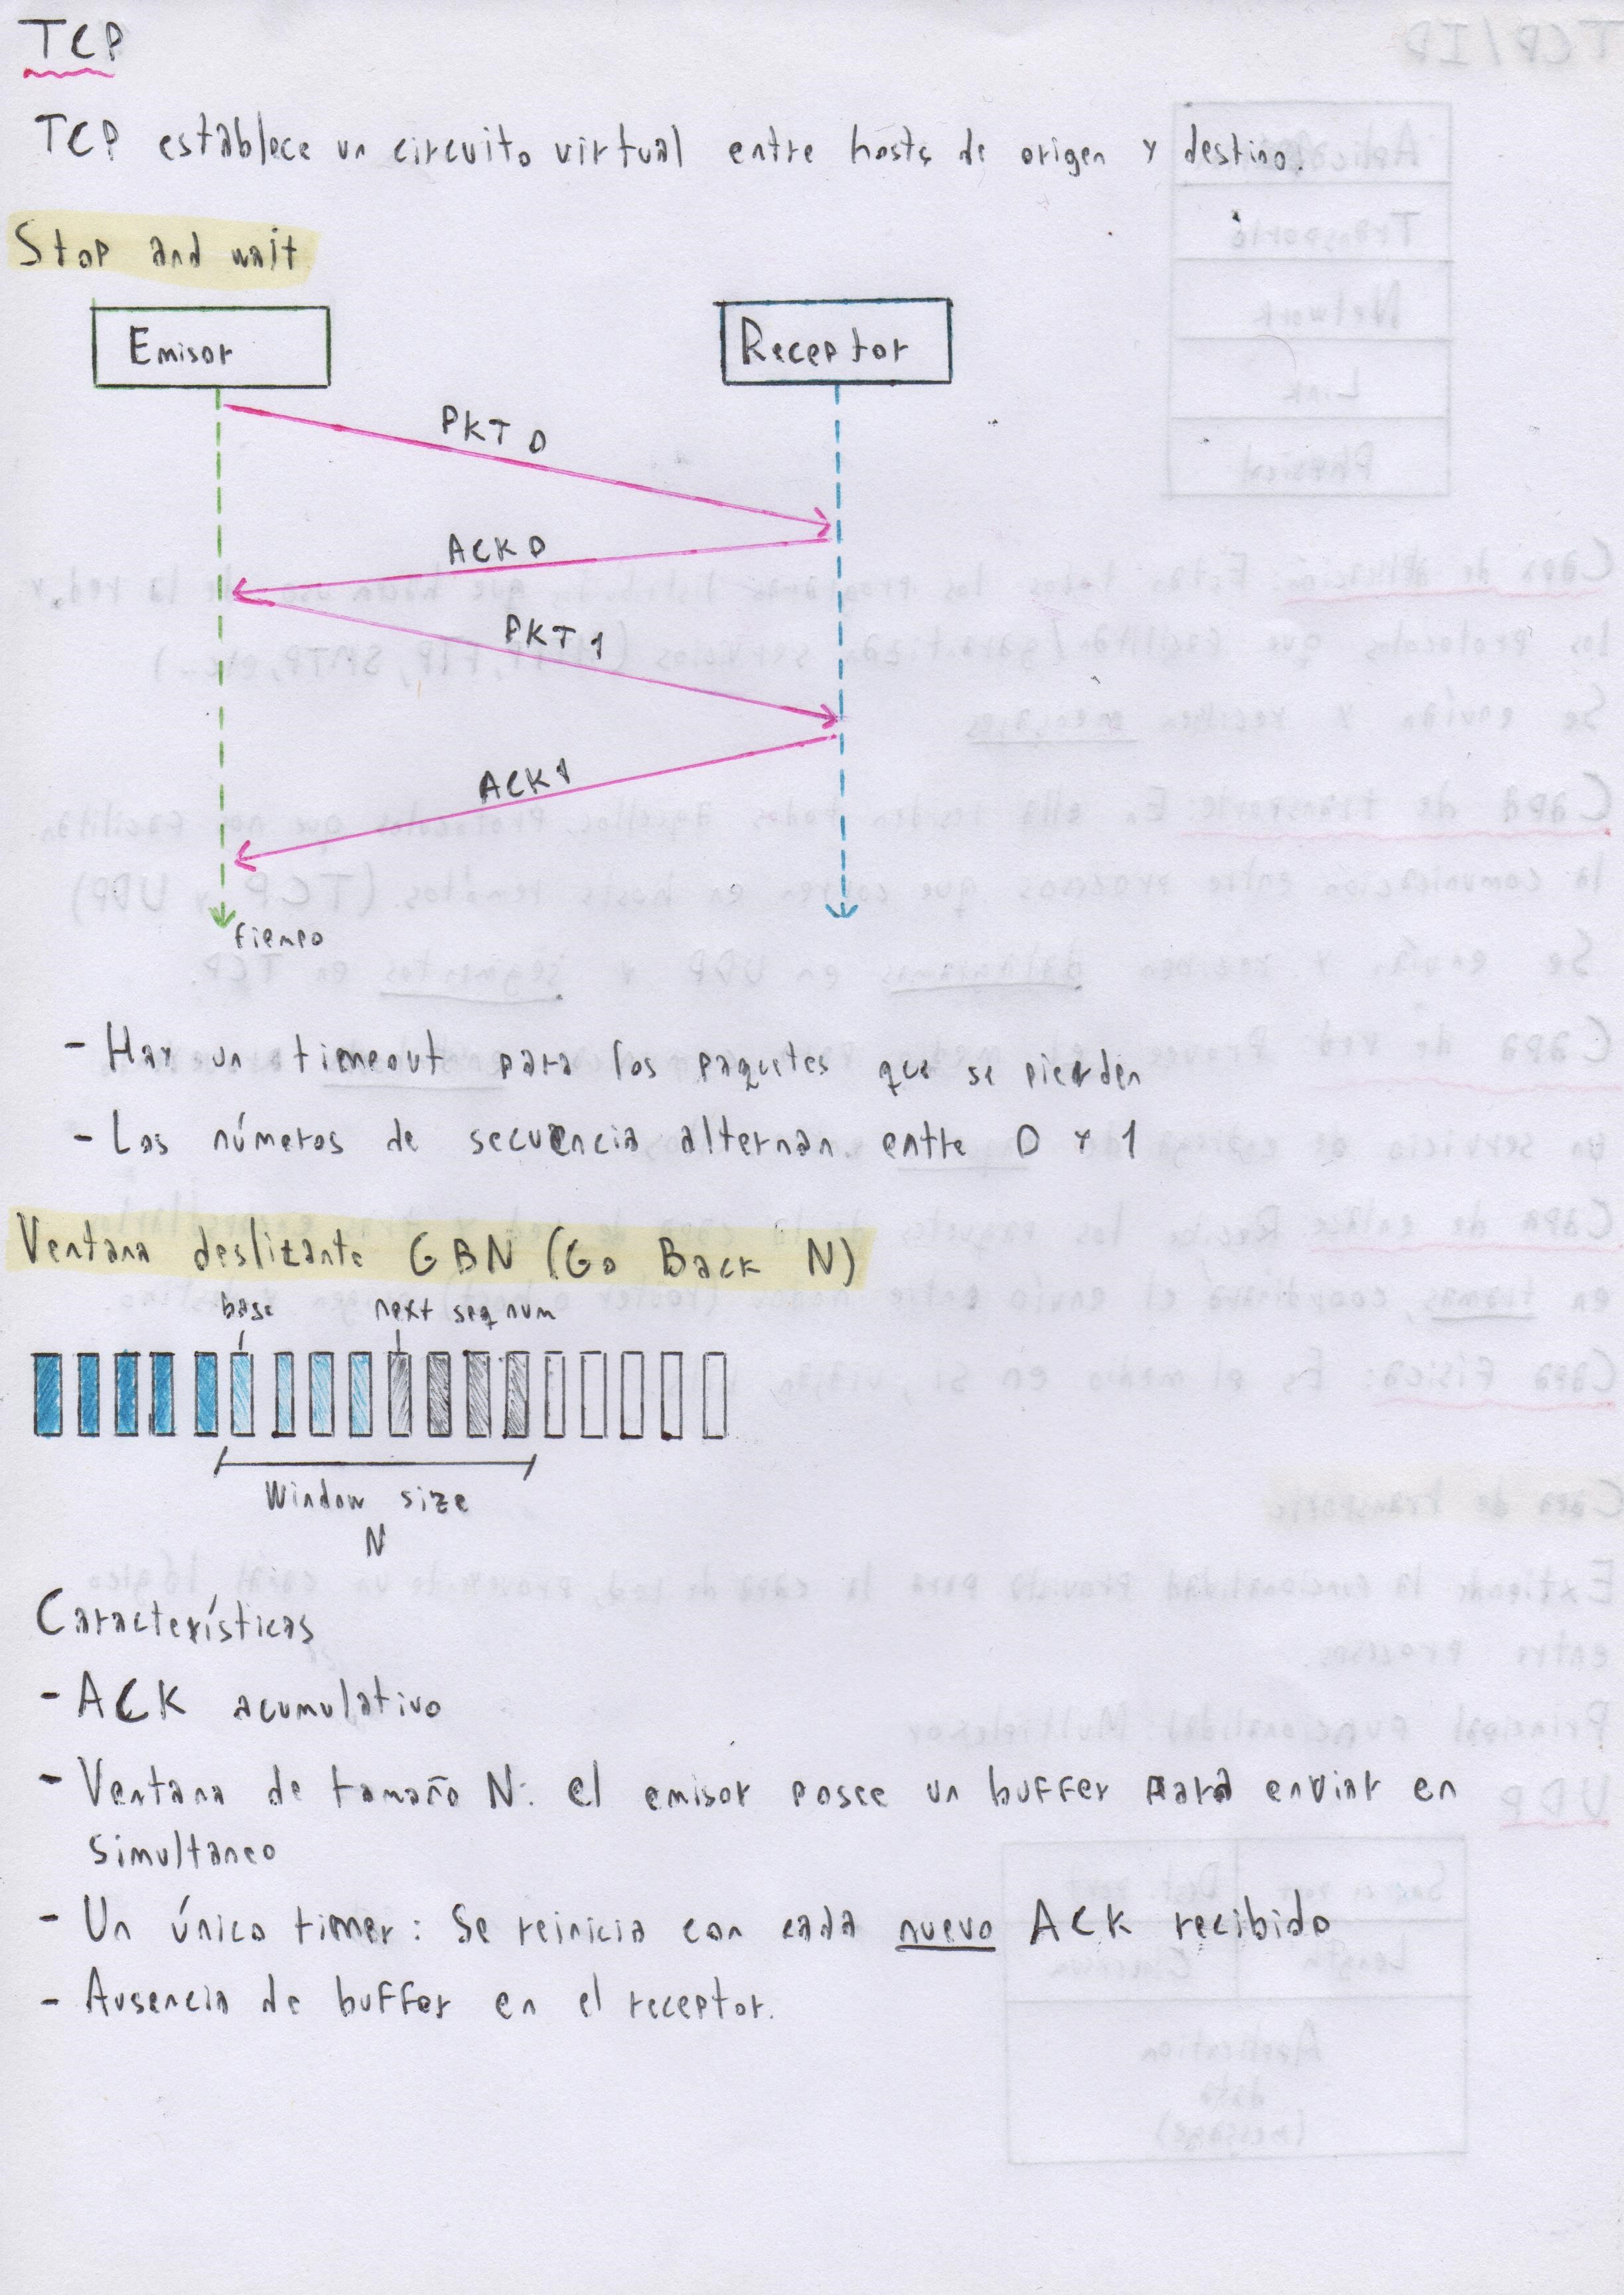 TCP
TCP establece un circuito virtual entre hosts de origen y destino.
Stop and wait
Emisor
Receptor
PKT 0
ACK 0
PKT 1
ACK 1
tiempo
- Hay un timeout para los paquetes que se pierden
- Los números de secuencia alternan entre 0 y 1
Ventana deslizante GBN (Go Back N)
base
next seq num
Window size
N
Características
- ACK acumulativo
- Ventana de tamaño N: el emisor posee un buffer para enviar en
simultaneo
- Un único timer: Se reinicia con cada nuevo ACK recibido
- Ausencia de buffer en el receptor.